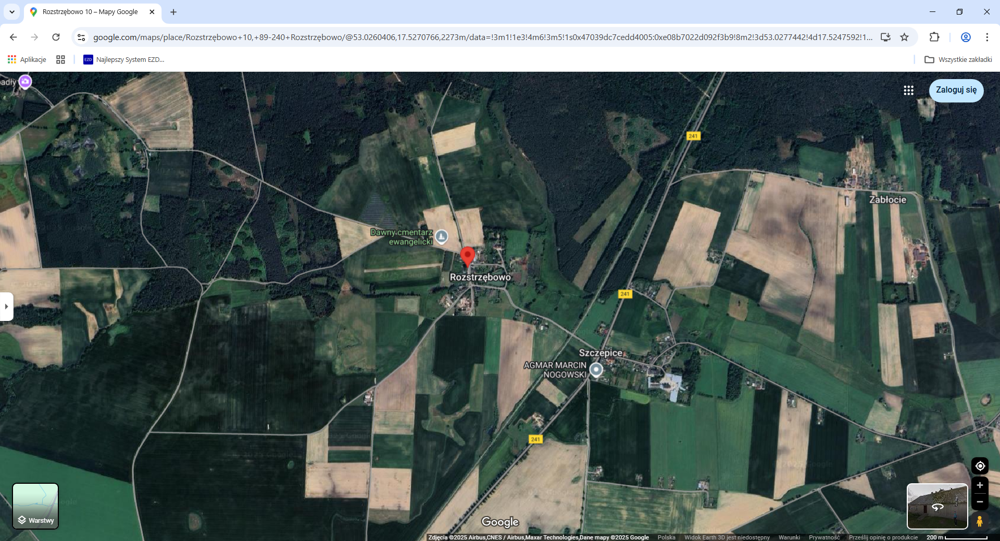 Rozstrzębowo 10 – Mapy Google
google.com/maps/place/Rozstrzębowo+10,+89-240+Rozstrzębowo/@53.0260406,17.5270766,2273m/data=!3m1!1e3!4m6!3m5!1s0x47039dc7cedd4005:0xe08b7022d092f3b9!8m2!3d53.0277442!4d17.5247592!1...
Aplikacje
EZD
Najlepszy System EZD...
Wszystkie zakładki
adły
Zaloguj się
241
Zabłocie
Dawny cmentarz
ewangelicki
Rozstrzębowo
241
Szczepice
AGMAR MARCIN
NOGOWSKI
241
Warstwy
Google
Zdjęcia ©2025 Airbus,CNES / Airbus,Maxar Technologies,Dane mapy ©2025 Google
Polska
Widok Earth 3D jest niedostępny
Warunki
Prywatność
Prześlij opinię o produkcie
200 m